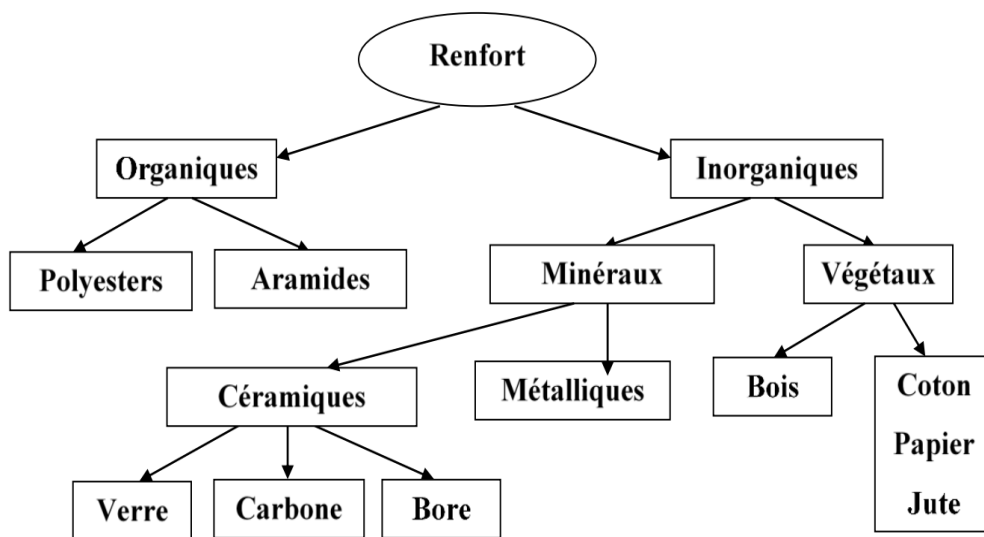 Renfort
Organiques
Inorganiques
Polyesters
Aramides
Minéraux
Végétaux
Céramiques
Métalliques
Bois
Coton
Papier
Jute
Verre
Carbone
Bore